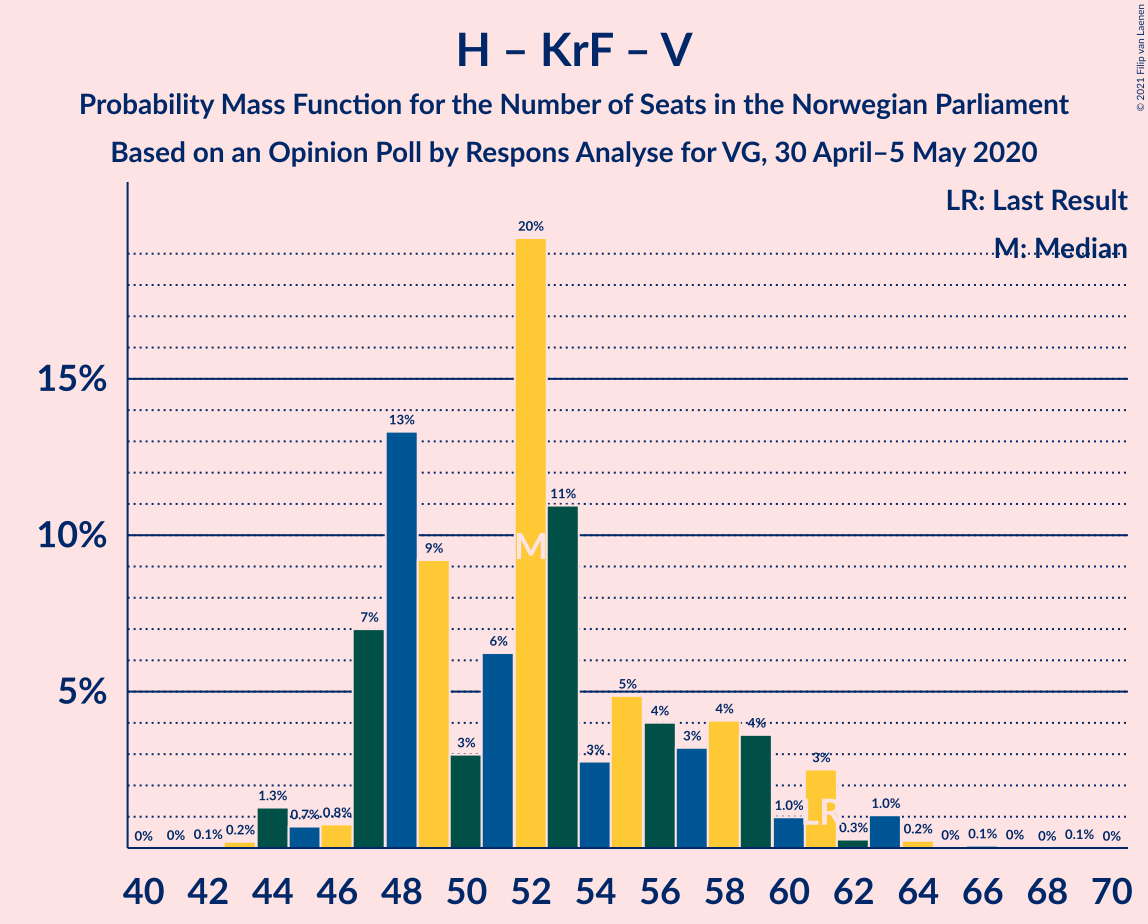 H – KrF – V
Probability Mass Function for the Number of Seats in the Norwegian Parliament
Based on an Opinion Poll by Respons Analyse for VG, 30 April–5 May 2020
© 2021 Filip van Laenen
LR: Last Result
M: Median
15%
10%
5%
0% 0% 0.1% 0.2% 1.3% 0.7% 0.8% 7% 13% 9% 3% 6% 20% 11% 3% 5% 4% 3% 4% 4% 1.0% 3% 0.3% 1.0% 0.2% 0% 0.1% 0% 0% 0.1% 0%
M
LR
40 42 44 46 48 50 52 54 56 58 60 62 64 66 68 70